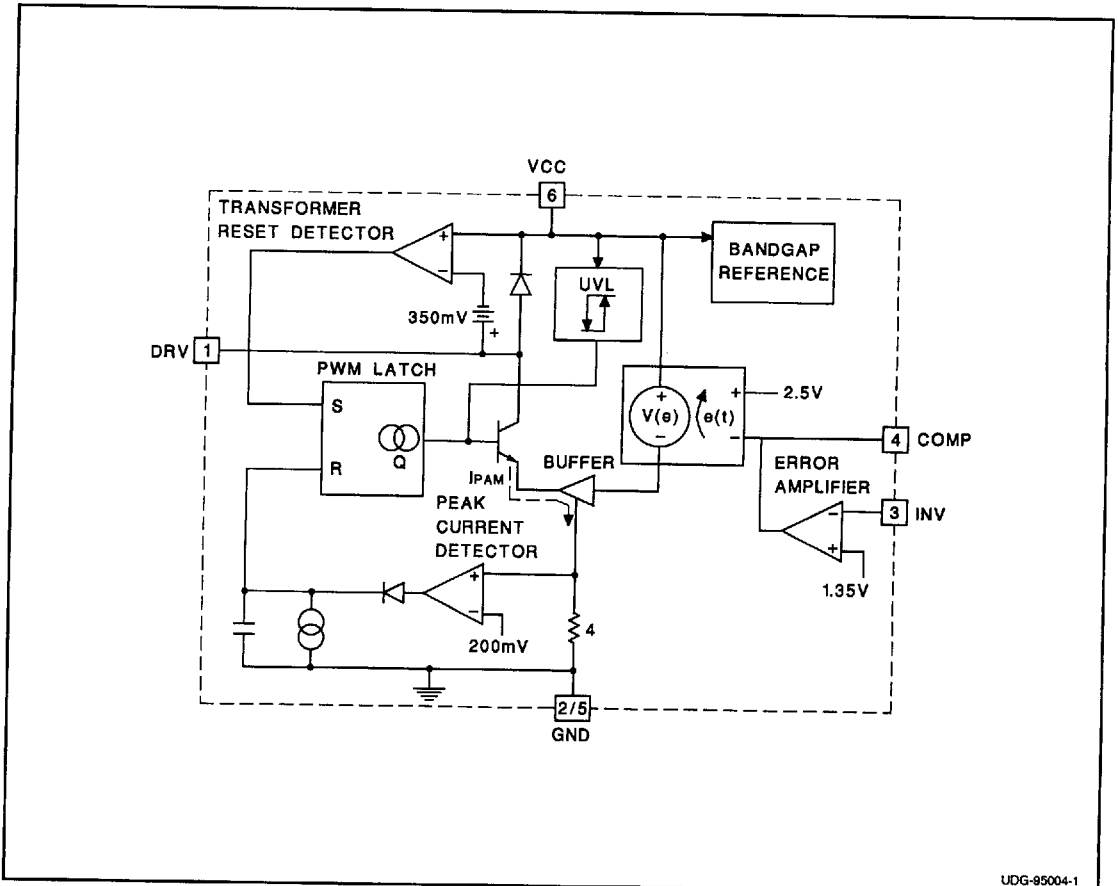 VCC
6
TRANSFORMER
RESET DETECTOR
+
−
BANDGAP
REFERENCE
UVL
350mV
+
DRV 1
PWM LATCH
S
Q
R
+
V(e)
−
e(t)
+
−
2.5V
4 COMP
BUFFER
IPAM
ERROR
AMPLIFIER
−
+
3 INV
1.35V
PEAK
CURRENT
DETECTOR
+
−
200mV
4
2/5
GND
UDG-95004-1